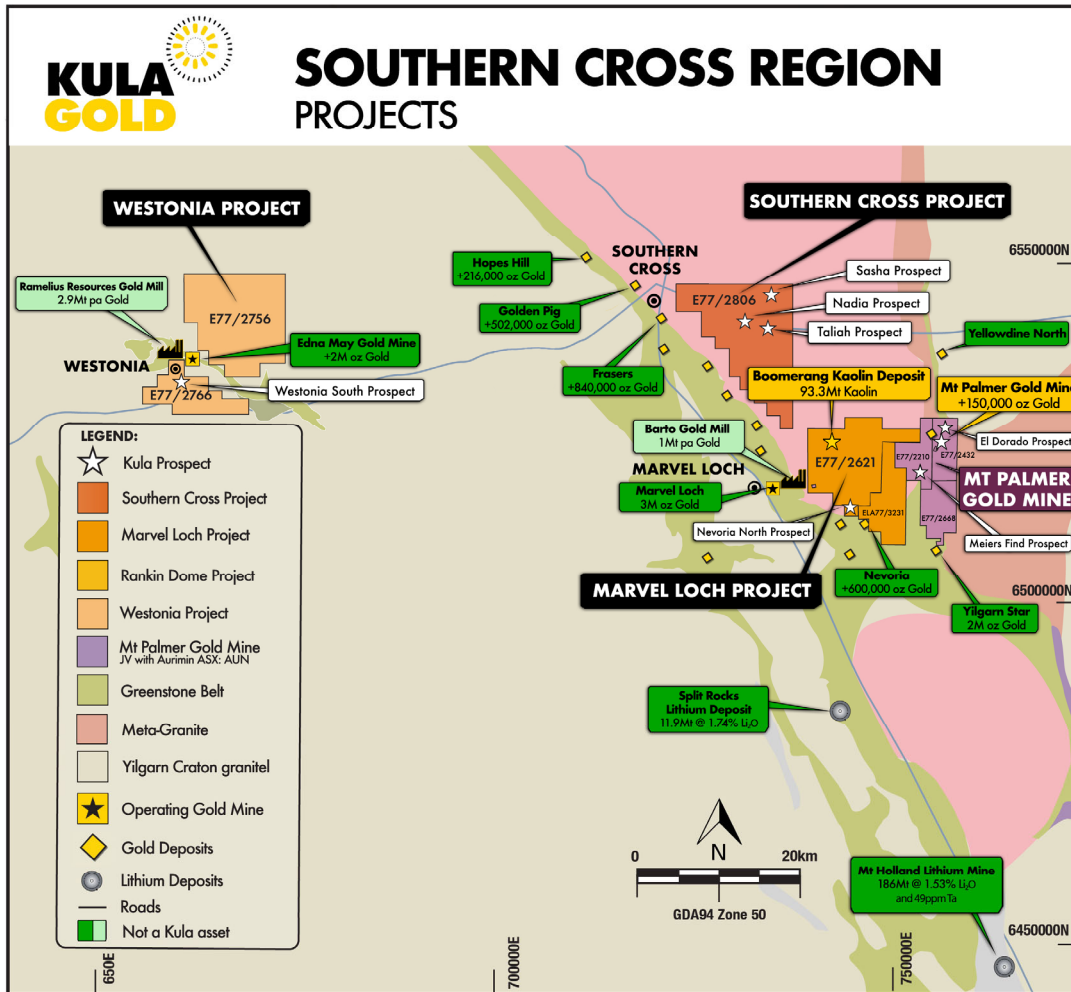 KULA
GOLD
SOUTHERN CROSS REGION
PROJECTS
WESTONIA PROJECT
SOUTHERN CROSS PROJECT
6550000N
Hopes Hill
+216,000 oz Gold
SOUTHERN
CROSS
Sasha Prospect
Ramelius Resources Gold Mill
2.9Mt pa Gold
E77/2756
Golden Pig
+502,000 oz Gold
E77/2806
Nadia Prospect
Taliah Prospect
Yellowdine North
Edna May Gold Mine
+2M oz Gold
WESTONIA
E77/2766
Westonia South Prospect
Frasers
+840,000 oz Gold
Boomerang Kaolin Deposit
93.3Mt Kaolin
Mt Palmer Gold Mine
+150,000 oz Gold
Barto Gold Mill
1Mt pa Gold
El Dorado Prospect
MARVEL LOCH
E77/2621
E77/2210
E77/2432
MT PALMER
GOLD MINE
Marvel Loch
3M oz Gold
ELA77/3231
E77/2668
Nevoria North Prospect
Meiers Find Prospect
MARVEL LOCH PROJECT
Nevoria
+600,000 oz Gold
6500000N
Yilgarn Star
2M oz Gold
LEGEND:
Kula Prospect
Southern Cross Project
Marvel Loch Project
Rankin Dome Project
Westonia Project
Mt Palmer Gold Mine
JV with Aurimin ASX: AUN
Greenstone Belt
Meta-Granite
Yilgarn Craton granitel
Operating Gold Mine
Gold Deposits
Lithium Deposits
Roads
Not a Kula asset
Split Rocks
Lithium Deposit
11.9Mt @ 1.74% Li₂O
N
0 20km
GDA94 Zone 50
Mt Holland Lithium Mine
186Mt @ 1.53% Li₂O
and 49ppm Ta
6450000N
650E
700000E
750000E